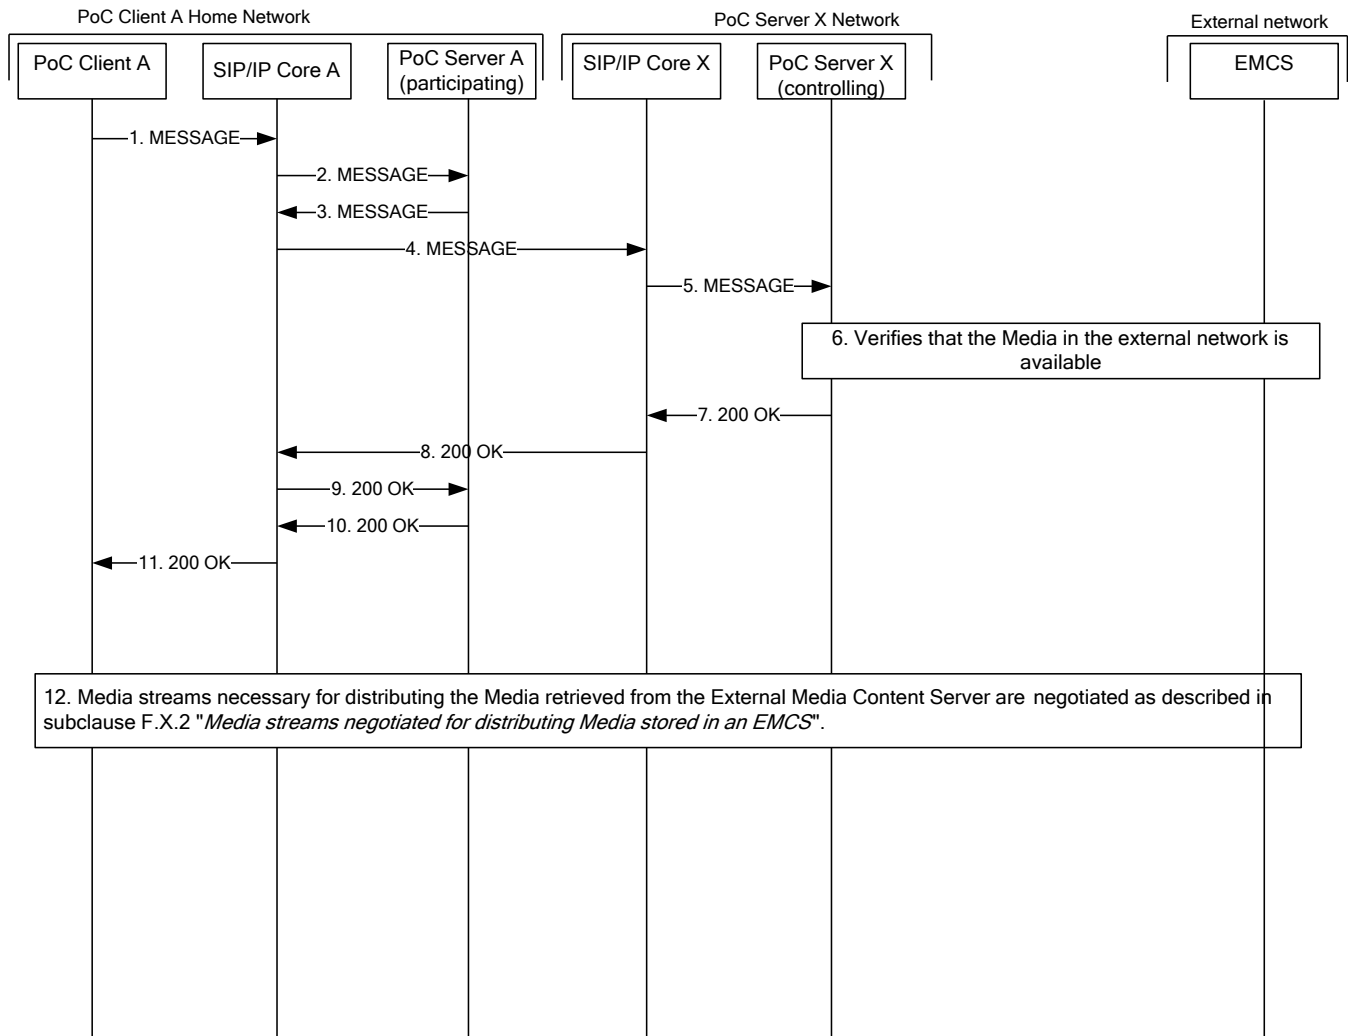 PoC Client A Home Network
PoC Server X Network
External network
PoC Client A
SIP/IP Core A
PoC Server A
(participating)
SIP/IP Core X
PoC Server X
(controlling)
EMCS
1. MESSAGE
2. MESSAGE
3. MESSAGE
4. MESSAGE
5. MESSAGE
6. Verifies that the Media in the external network is
available
7. 200 OK
8. 200 OK
9. 200 OK
10. 200 OK
11. 200 OK
12. Media streams necessary for distributing the Media retrieved from the External Media Content Server are negotiated as described in
subclause F.X.2 "Media streams negotiated for distributing Media stored in an EMCS".